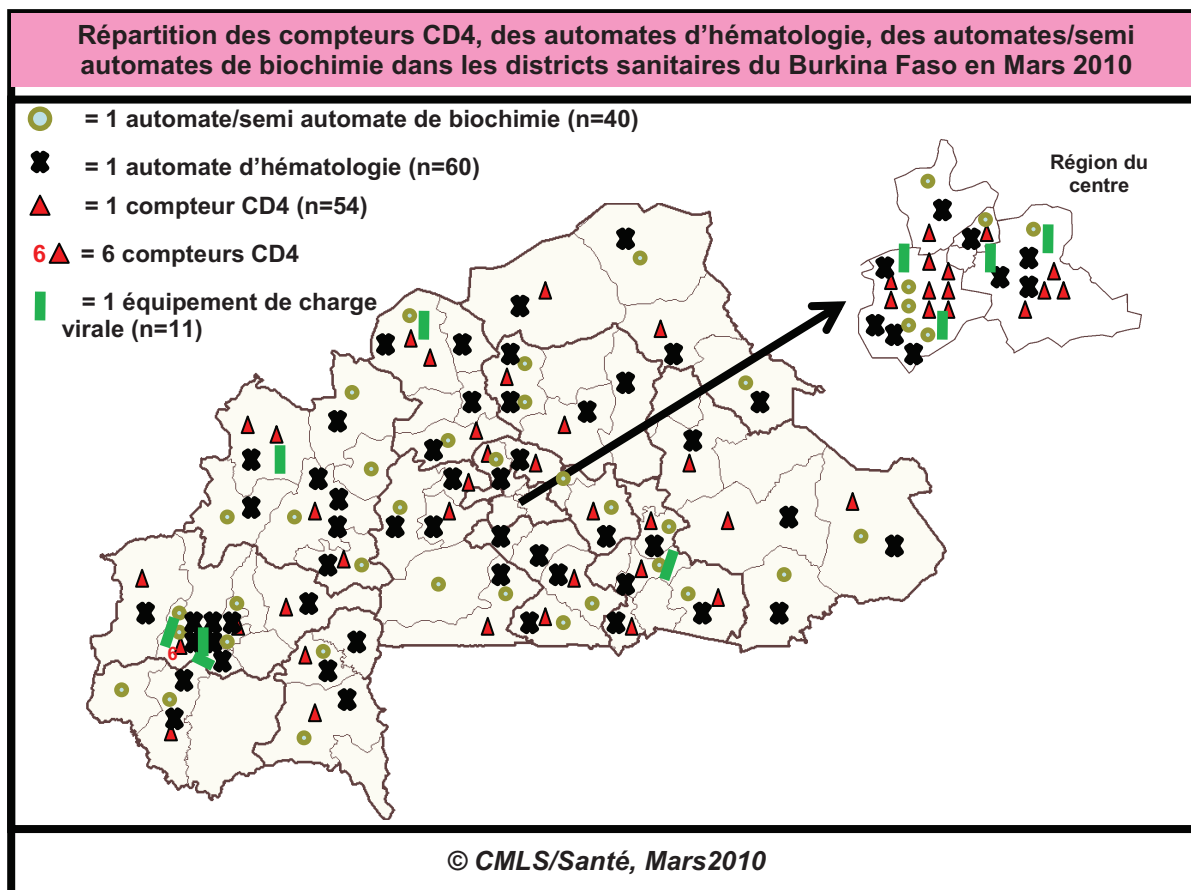 Répartition des compteurs CD4, des automates d’hématologie, des automates/semi
automates de biochimie dans les districts sanitaires du Burkina Faso en Mars 2010
= 1 automate/semi automate de biochimie (n=40)
= 1 automate d’hématologie (n=60)
= 1 compteur CD4 (n=54)
6 = 6 compteurs CD4
= 1 équipement de charge
virale (n=11)
Région du
centre
6
© CMLS/Santé, Mars2010